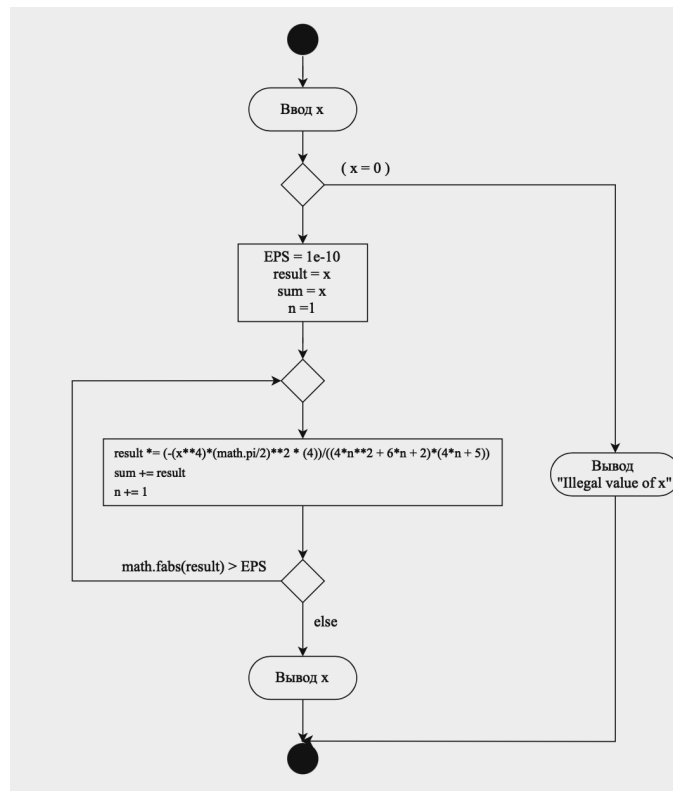 Ввод x
( x = 0 )
EPS = 1e-10
result = x
sum = x
n =1
result *= (-(x**4)*(math.pi/2)**2 * (4))/((4*n**2 + 6*n + 2)*(4*n + 5))
sum += result
n += 1
Вывод
"Illegal value of x"
math.fabs(result) > EPS
else
Вывод x